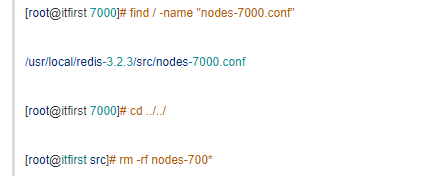 [root@itfirst 7000]# find / -name "nodes-7000.conf"
/usr/local/redis-3.2.3/src/nodes-7000.conf
[root@itfirst 7000]# cd ../../
[root@itfirst src]# rm -rf nodes-700*